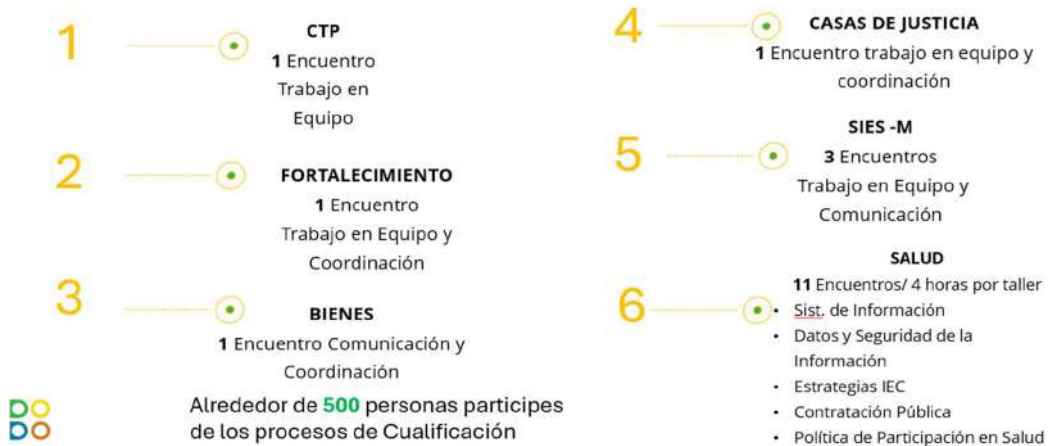 1
CTP
1 Encuentro
Trabajo en
Equipo
2
FORTALECIMIENTO
1 Encuentro
Trabajo en Equipo y
Coordinación
3
BIENES
1 Encuentro Comunicación y
Coordinación
4
CASAS DE JUSTICIA
1 Encuentro trabajo en equipo y
coordinación
5
SIES -M
3 Encuentros
Trabajo en Equipo y
Comunicación
6
SALUD
11 Encuentros/ 4 horas por taller
• Sist. de Información
• Datos y Seguridad de la
Información
• Estrategias IEC
• Contratación Pública
• Política de Participación en Salud
DO
DO
Alrededor de 500 personas participes
de los procesos de Cualificación